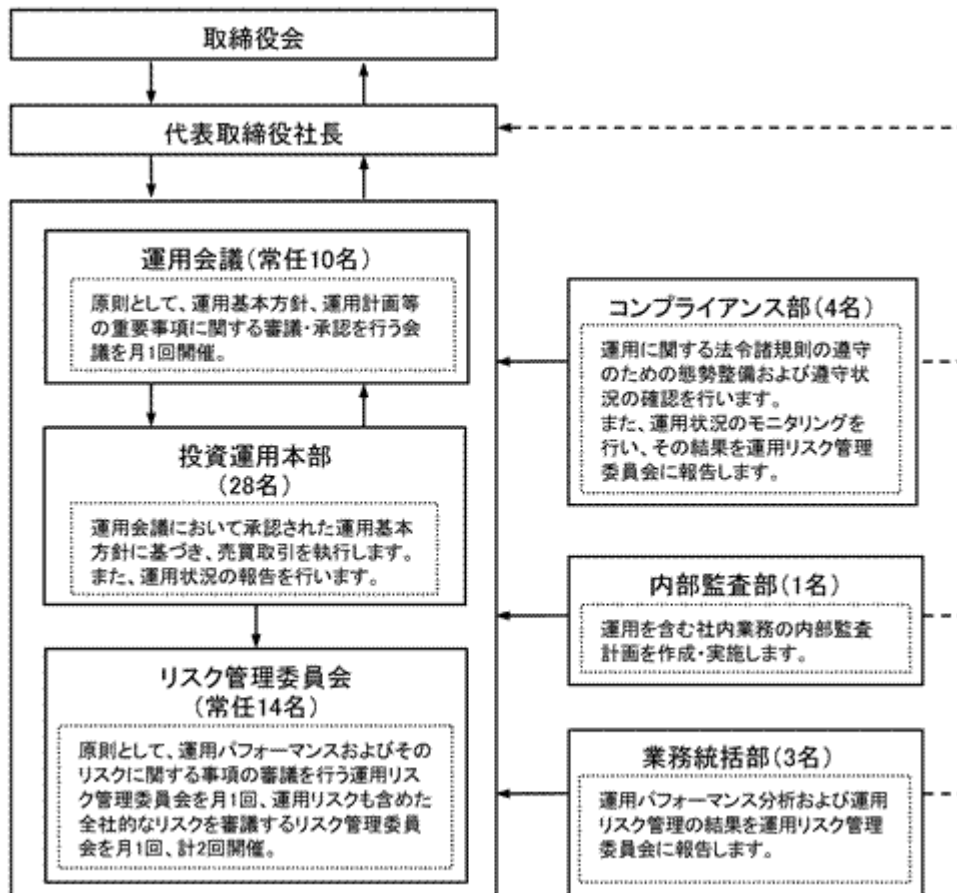 取締役会
代表取締役社長
運用会議(常任10名)
原則として、運用基本方針、運用計画等
の重要事項に関する審議・承認を行う会
議を月1回開催。
投資運用本部
(28名)
運用会議において承認された運用基本
方針に基づき、売買取引を執行します。
また、運用状況の報告を行います。
リスク管理委員会
(常任14名)
原則として、運用パフォーマンスおよびその
リスクに関する事項の審議を行う運用リス
ク管理委員会を月1回、運用リスクも含めた
全社的なリスクを審議するリスク管理委員
会を月1回、計2回開催。
コンプライアンス部(4名)
運用に関する法令諸規則の遵守
のための態勢整備および遵守状
況の確認を行います。
また、運用状況のモニタリングを
行い、その結果を運用リスク管理
委員会に報告します。
内部監査部(1名)
運用を含む社内業務の内部監査
計画を作成・実施します。
業務統括部(3名)
運用パフォーマンス分析および運用
リスク管理の結果を運用リスク管理
委員会に報告します。